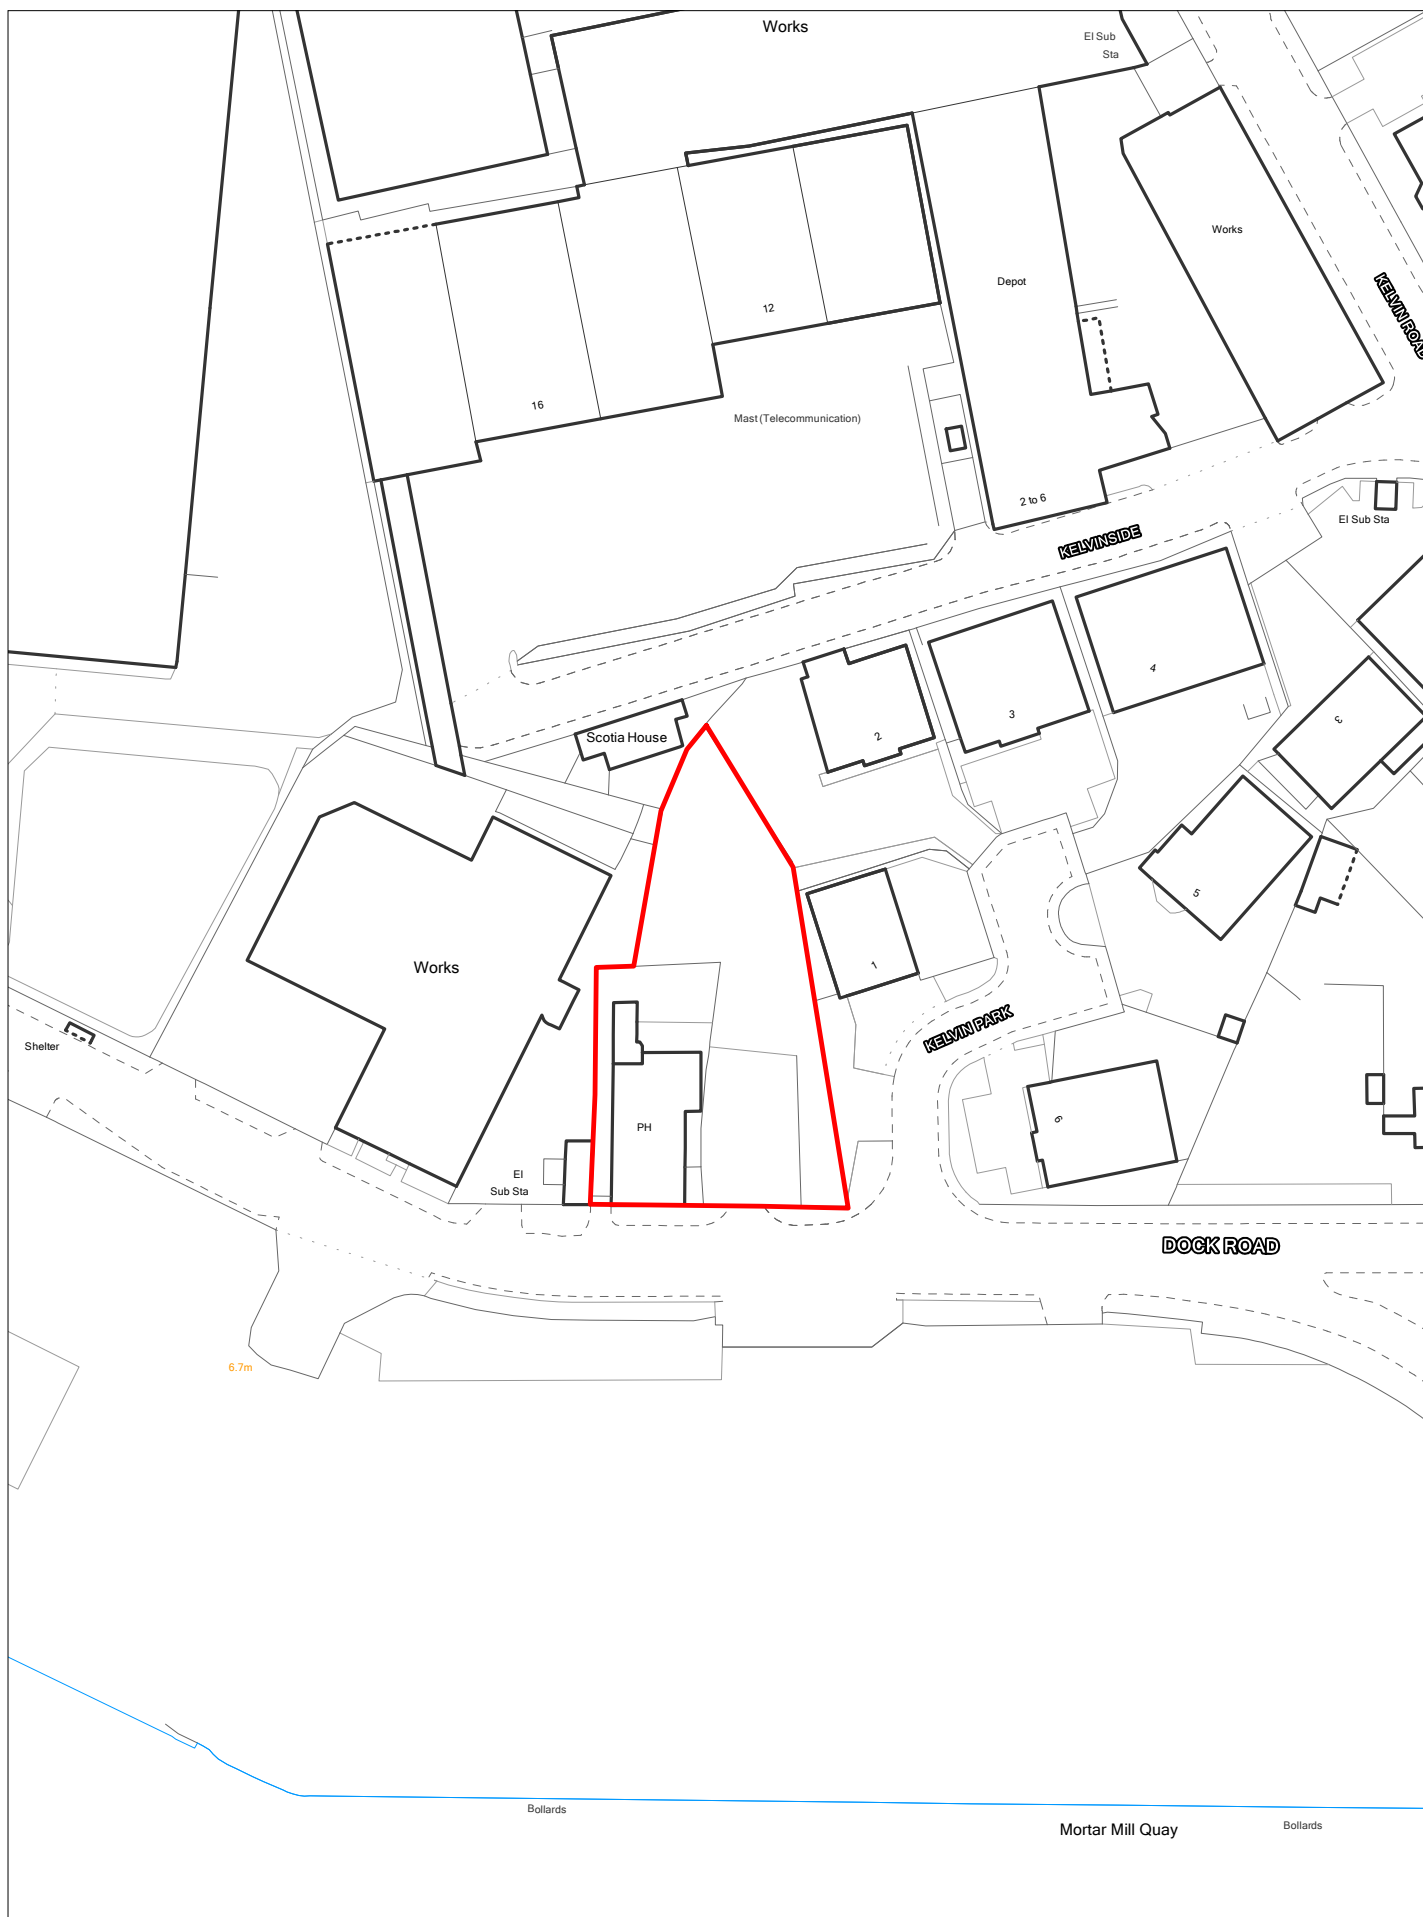 Works
El Sub
Sta
Works
KELVIN ROAD
Depot
12
16
Mast (Telecommunication)
2 to 6
El Sub Sta
KELVINSIDE
4
3
3
2
Scotia House
5
1
Works
KELVIN PARK
Shelter
PH
6
El
Sub Sta
DOCK ROAD
6.7m
Bollards
Mortar Mill Quay
Bollards